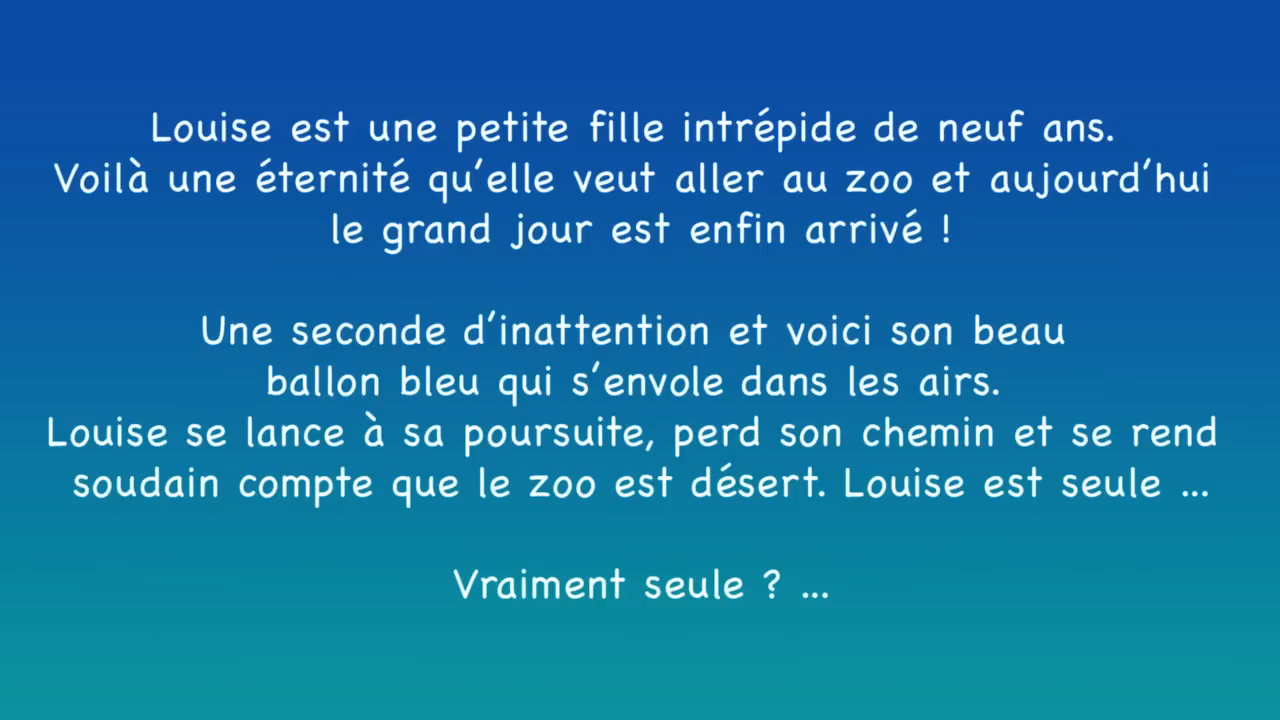 Louise est une petite fille intrépide de neuf ans.
Voilà une éternité qu’elle veut aller au zoo et aujourd’hui
le grand jour est enfin arrivé !
Une seconde d’inattention et voici son beau
ballon bleu qui s’envole dans les airs.
Louise se lance à sa poursuite, perd son chemin et se rend
soudain compte que le zoo est désert. Louise est seule ...
Vraiment seule ? ...